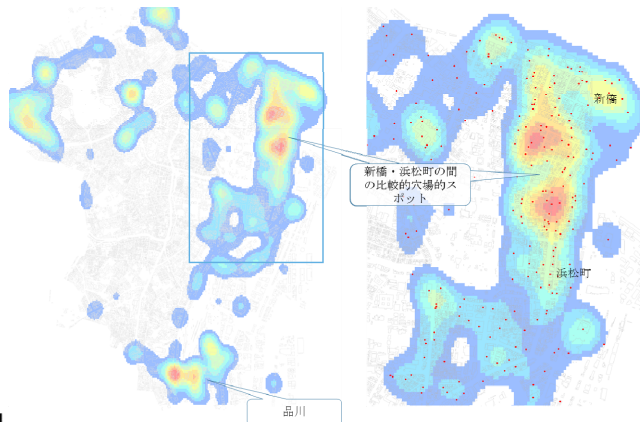 新橋
新橋・浜松町の間
の比較的穴場的ス
ポット
浜松町
品川